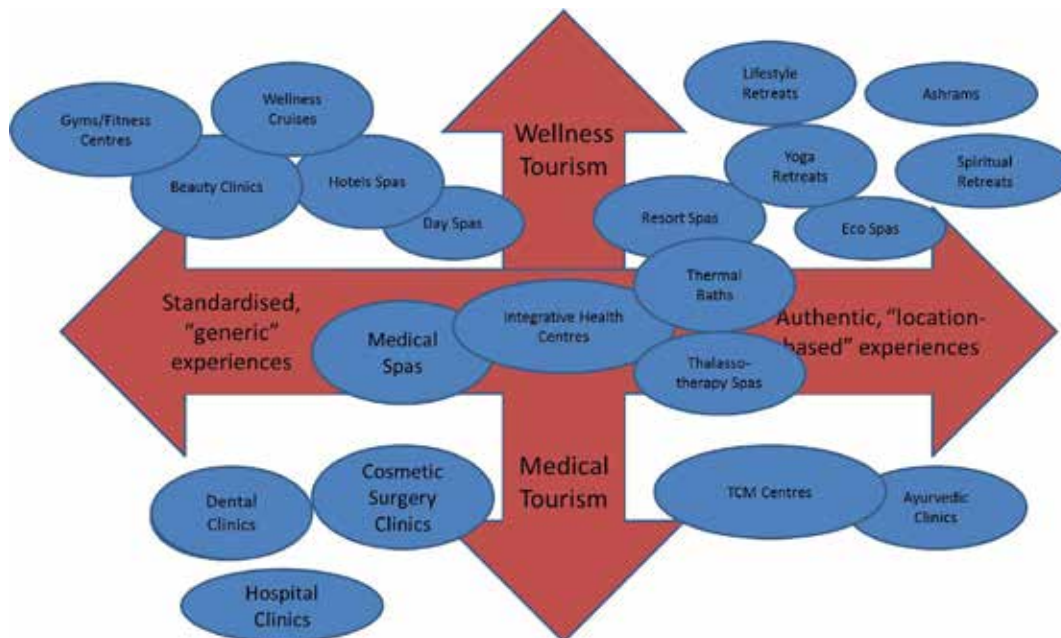 Lifestyle
Retreats
Ashrams
Wellness
Cruises
Gyms/Fitness
Centres
Wellness
Tourism
Yoga
Retreats
Spiritual
Retreats
Beauty Clinics
Hotels Spas
Day Spas
Resort Spas
Eco Spas
Thermal
Baths
Standardised,
"generic"
experiences
Integrative Health
Centres
Authentic, "location-
based" experiences
Medical
Spas
Thalasso-
therapy Spas
Medical
Tourism
Cosmetic
Surgery
Clinics
Dental
Clinics
TCM Centres
Ayurvedic
Clinics
Hospital
Clinics